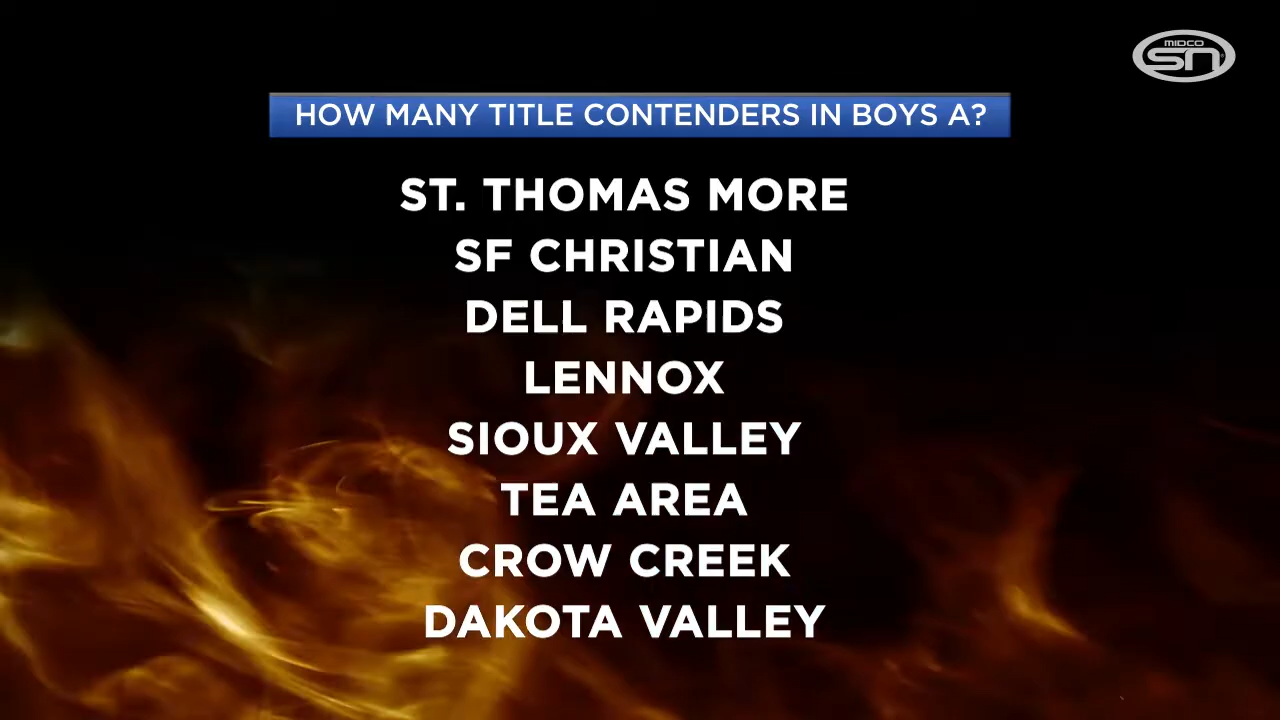 MIDCO
SN
HOW MANY TITLE CONTENDERS IN BOYS A?
ST. THOMAS MORE
SF CHRISTIAN
DELL RAPIDS
LENNOX
SIOUX VALLEY
TEA AREA
CROW CREEK
DAKOTA VALLEY